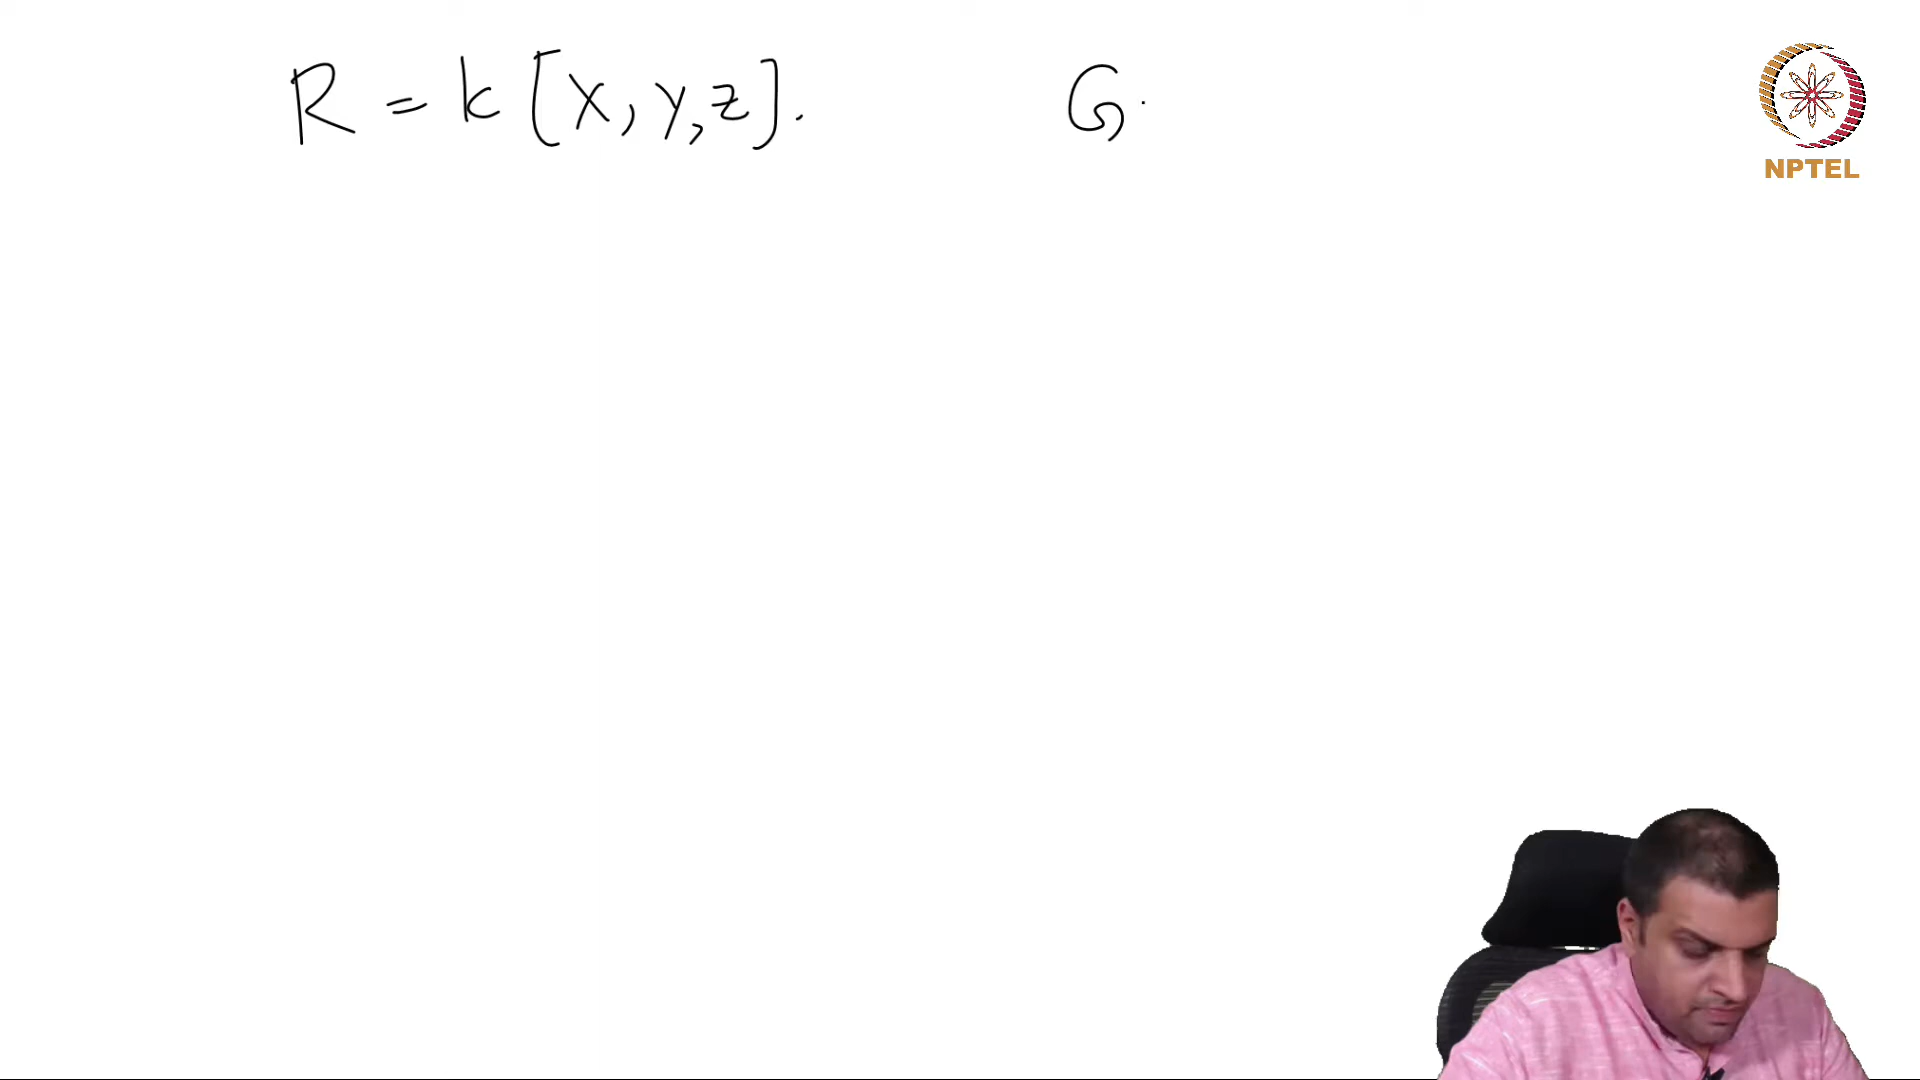 R = k [x, y, z].    G.
NPTEL